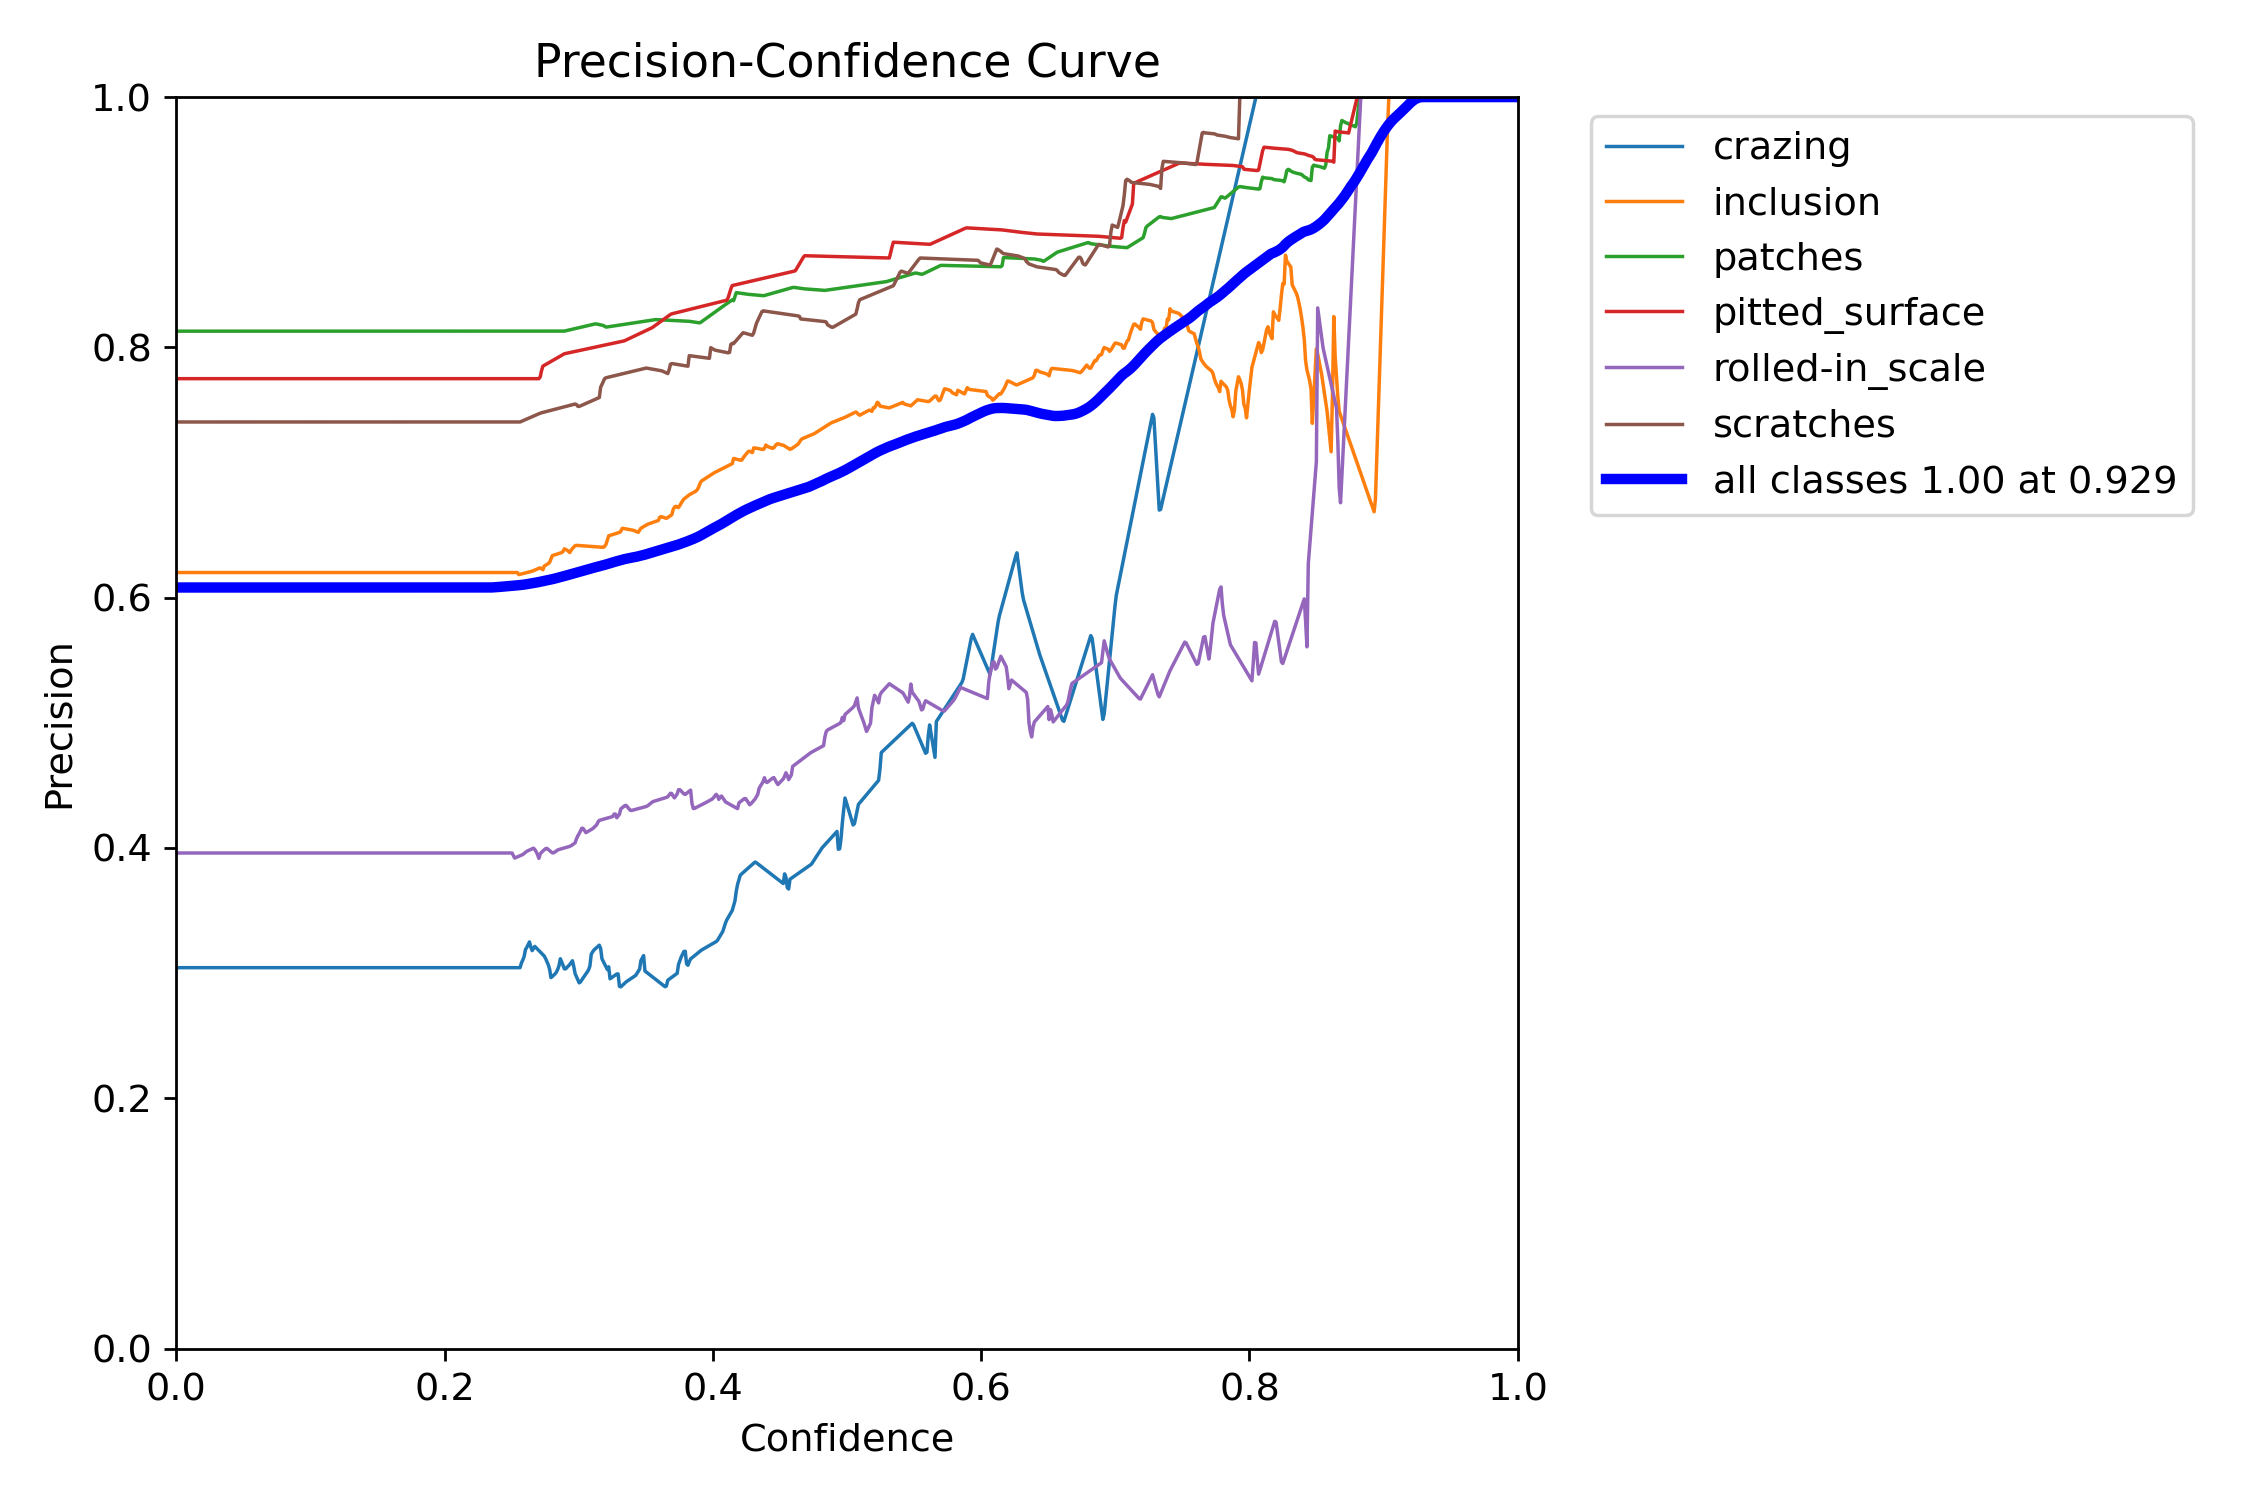 Precision-Confidence Curve
1.0
0.8
0.6
0.4
0.2
0.0
Precision
0.0 0.2 0.4 0.6 0.8 1.0
Confidence
crazing
inclusion
patches
pitted_surface
rolled-in_scale
scratches
all classes 1.00 at 0.929